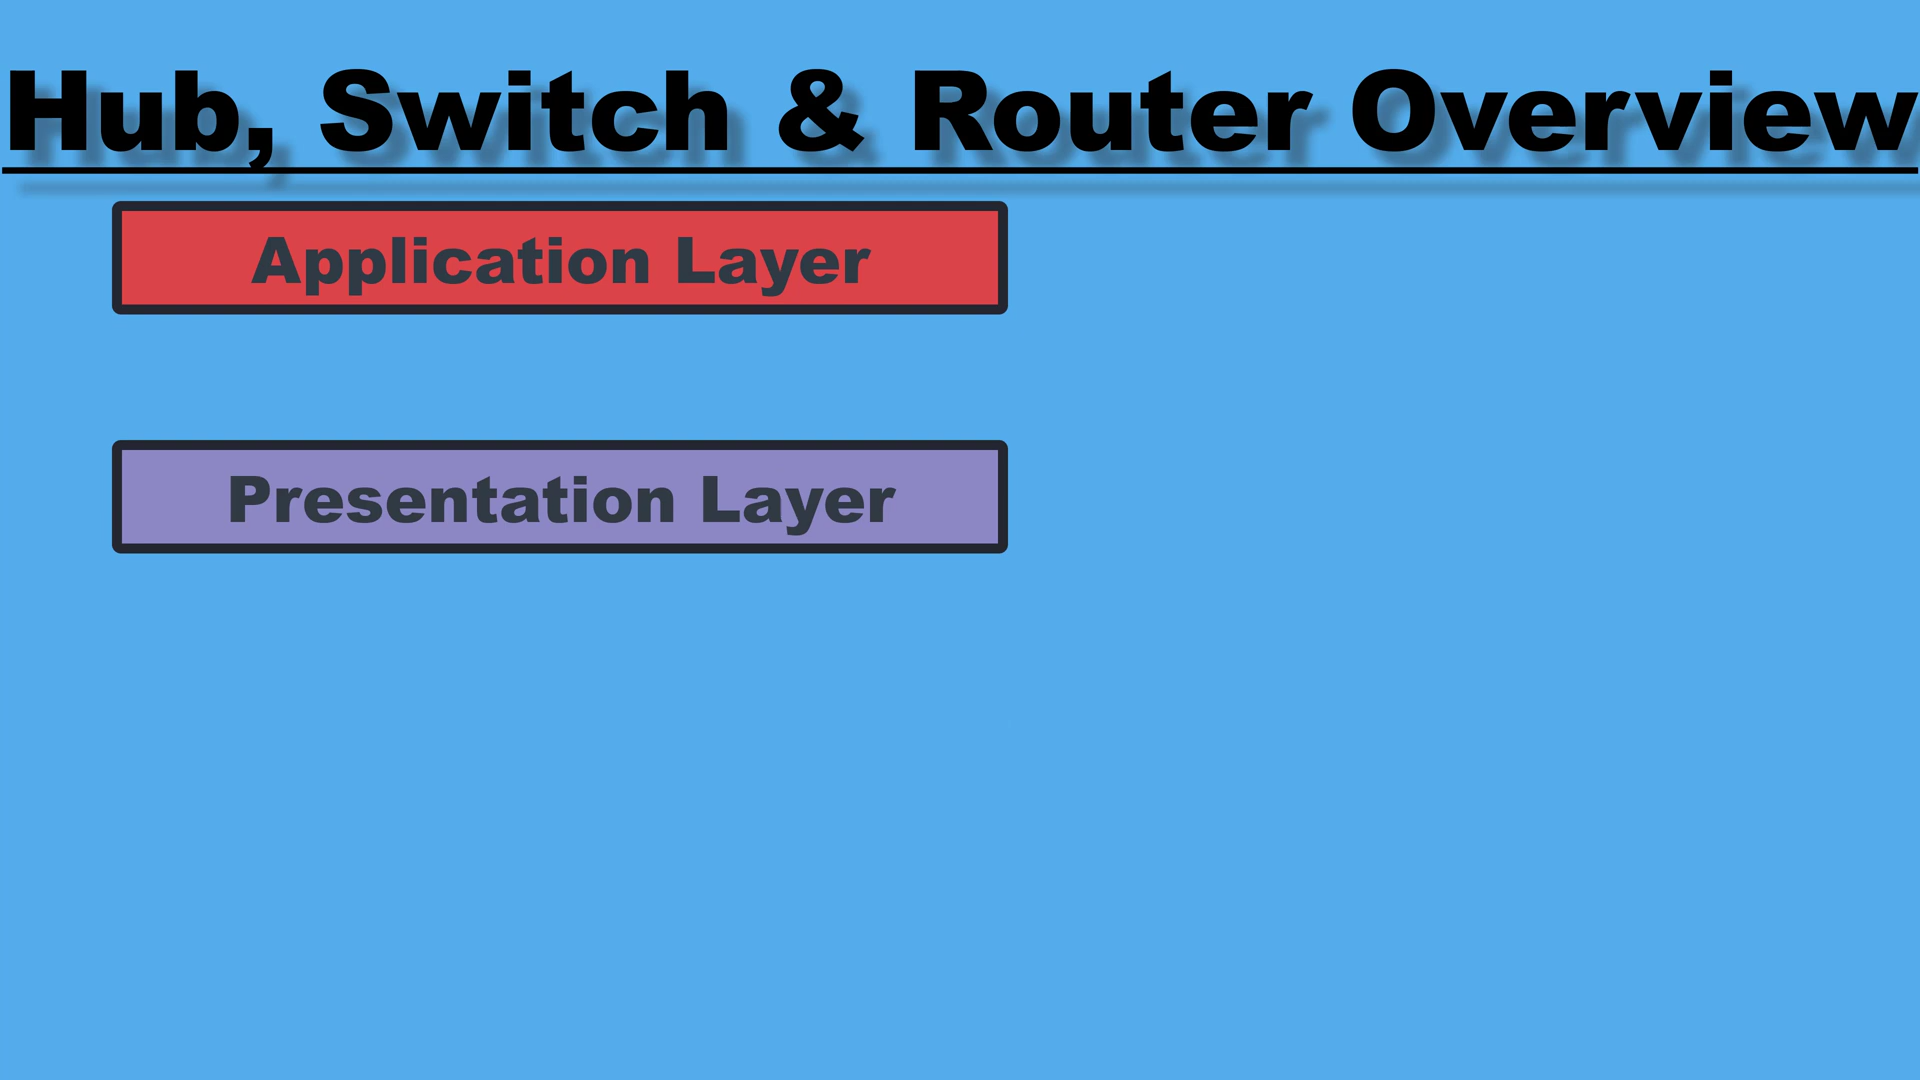 Hub, Switch & Router Overview
Application Layer
Presentation Layer